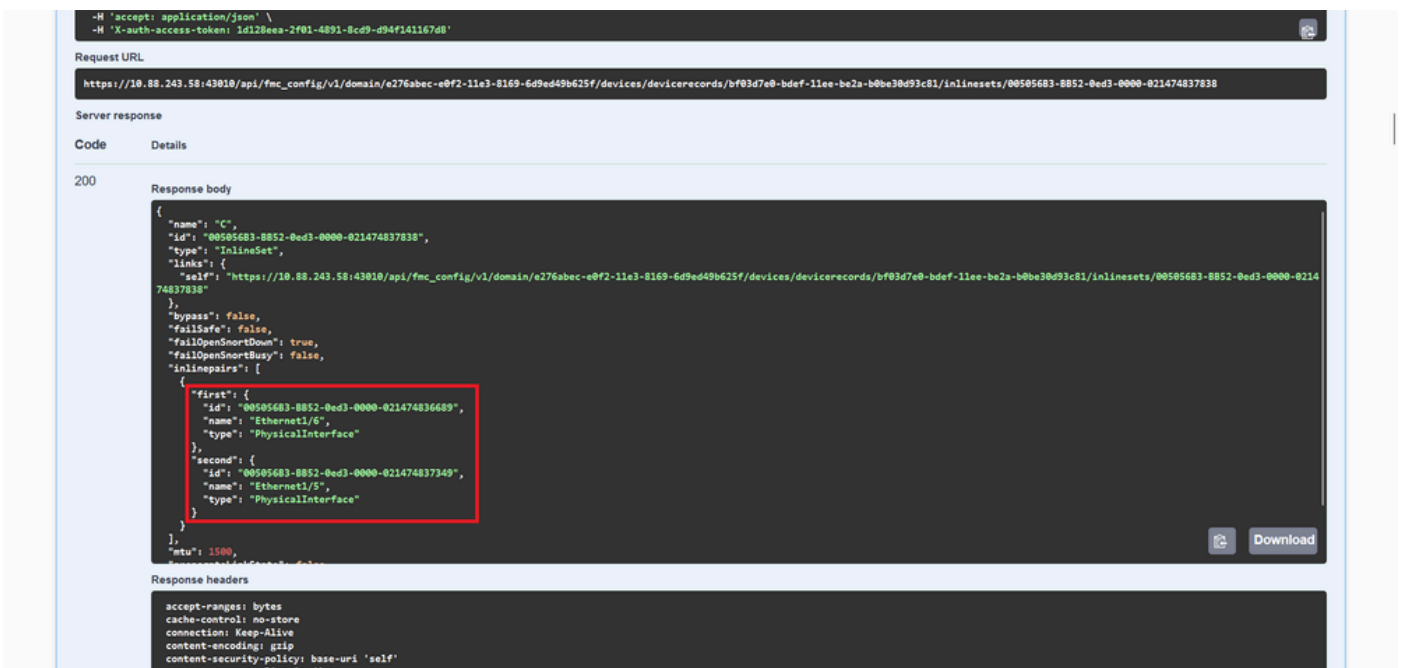 -H 'accept: application/json' \
-H 'X-auth-access-token: 1d128eea-2f01-4891-8cd9-d94f141167d8'
Request URL
https://10.88.243.58:43010/api/fmc_config/v1/domain/e276abec-e0f2-11e3-8169-6d9ed49b625f/devices/devicerecords/bf03d7e0-bdef-11ee-be2a-b0be30d93c81/inlinesets/005056B3-BB52-0ed3-0000-021474837838
Server response
Code Details
200
Response body
{
"name": "C",
"id": "005056B3-BB52-0ed3-0000-021474837838",
"type": "InlineSet",
"links": {
"self": "https://10.88.243.58:43010/api/fmc_config/v1/domain/e276abec-e0f2-11e3-8169-6d9ed49b625f/devices/devicerecords/bf03d7e0-bdef-11ee-be2a-b0be30d93c81/inlinesets/005056B3-BB52-0ed3-0000-0214
74837838"
},
"bypass": false,
"failSafe": false,
"failOpenSnortDown": true,
"failOpenSnortBusy": false,
"inlinepairs": [
{
"first": {
"id": "005056B3-BB52-0ed3-0000-021474836689",
"name": "Ethernet1/6",
"type": "PhysicalInterface"
},
"second": {
"id": "005056B3-BB52-0ed3-0000-021474837349",
"name": "Ethernet1/5",
"type": "PhysicalInterface"
}
}
],
"mtu": 1500,
Download
Response headers
accept-ranges: bytes
cache-control: no-store
connection: Keep-Alive
content-encoding: gzip
content-security-policy: base-uri 'self'